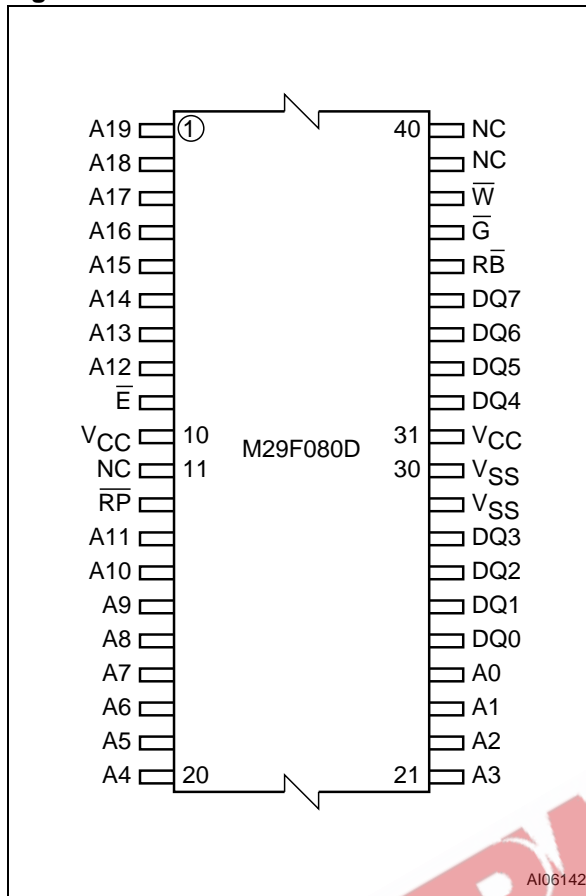 A19 1 40 NC
A18 NC
A17 W̅
A16 G̅
A15 RB̅
A14 DQ7
A13 DQ6
A12 DQ5
E̅ DQ4
VCC 10 31 VCC
M29F080D
NC 11 30 VSS
R̅P̅ VSS
A11 DQ3
A10 DQ2
A9 DQ1
A8 DQ0
A7 A0
A6 A1
A5 A2
A4 20 21 A3
AI06142